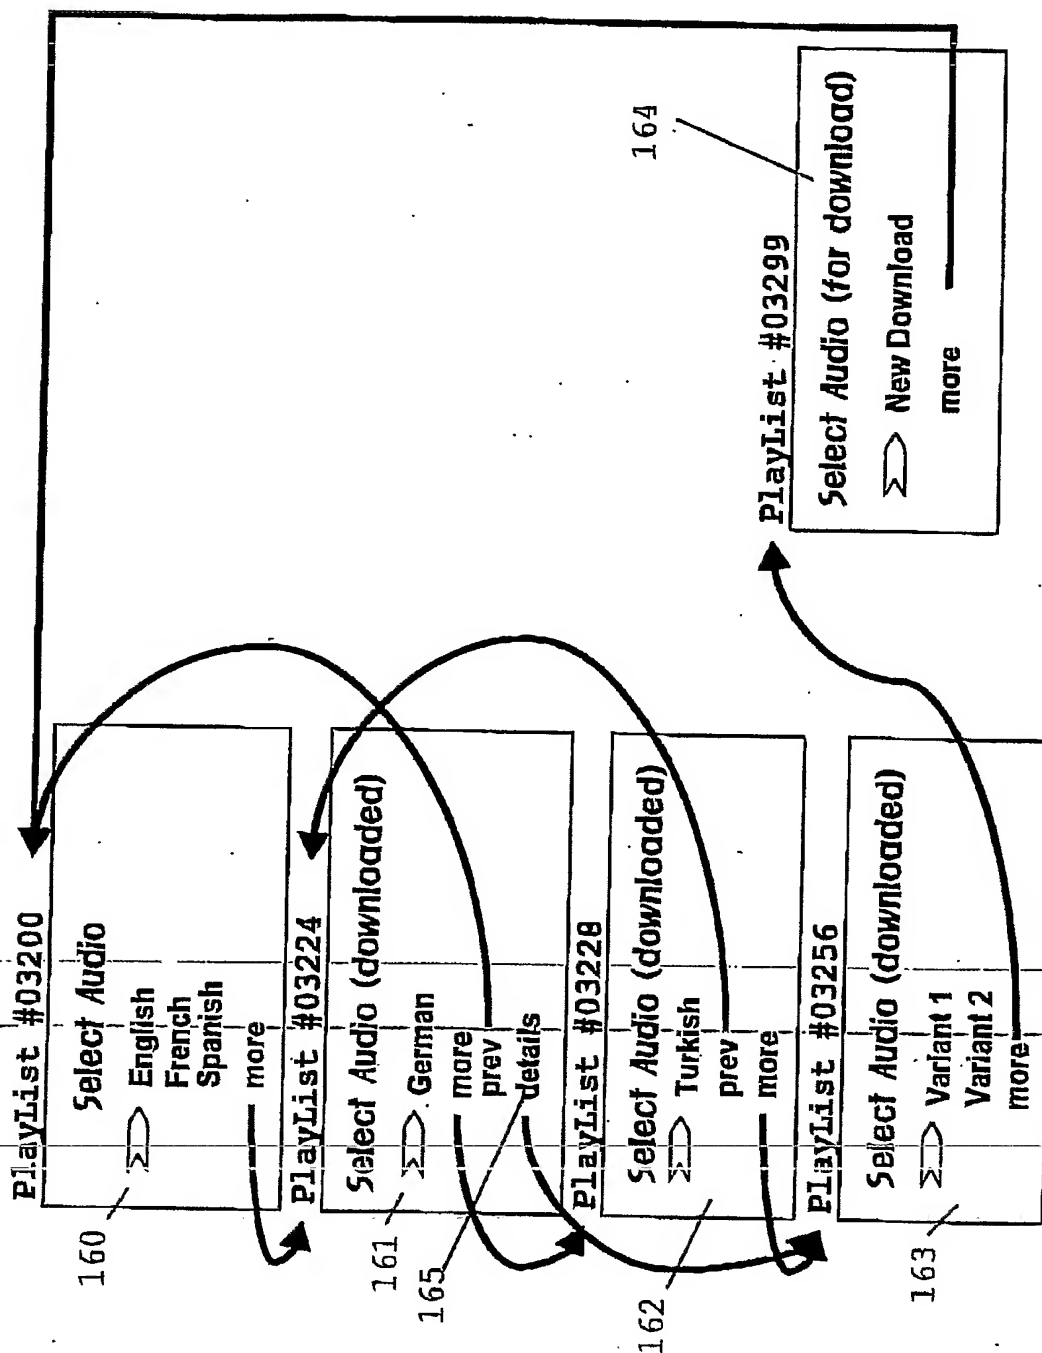 PlayList #03200
Select Audio
English
French
Spanish
more
160
PlayList #03224
Select Audio (downloaded)
German
more
prev
details
161
165
PlayList #03228
Select Audio (downloaded)
Turkish
prev
more
162
PlayList #03256
Select Audio (downloaded)
Variant 1
Variant 2
more
163
PlayList #03299
Select Audio (for download)
New Download
more
164